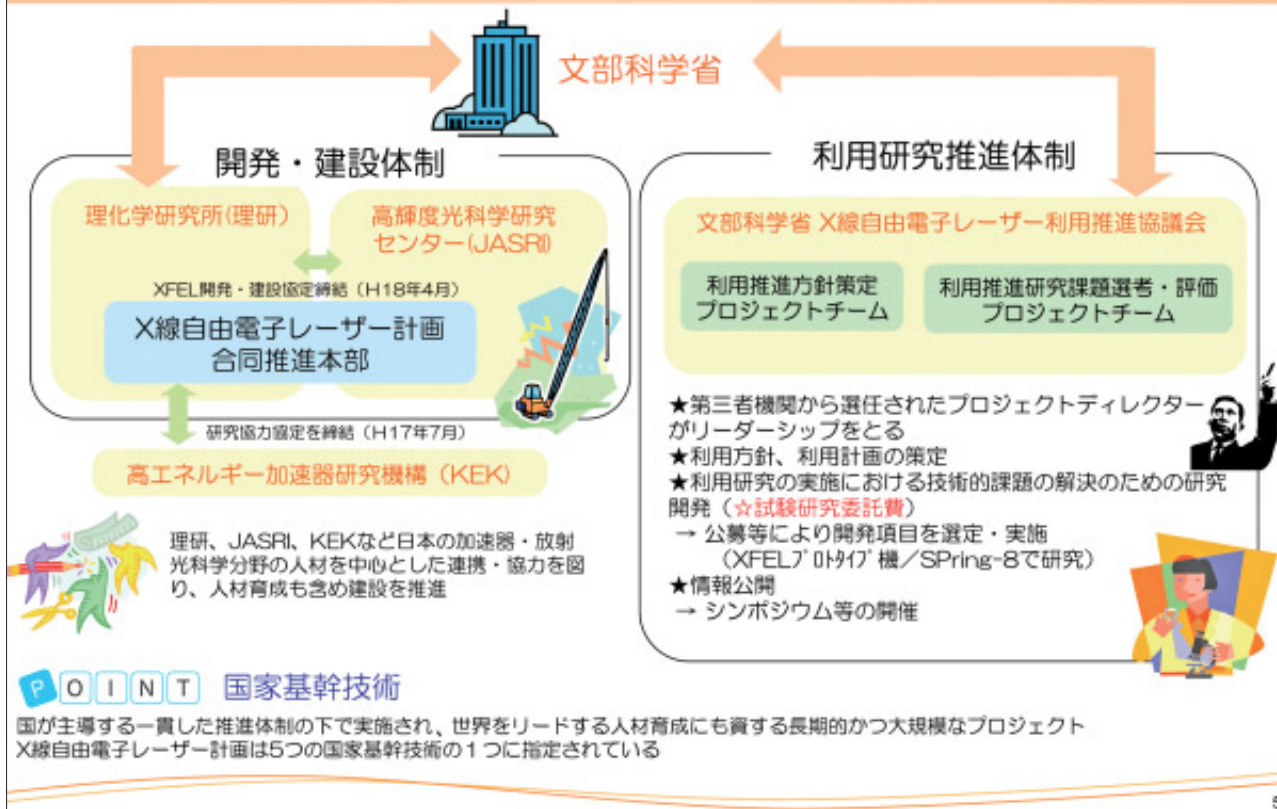 文部科学省
開発・建設体制
理化学研究所(理研)
高輝度光科学研究
センター(JASRI)
XFEL開発・建設協定締結(H18年4月)
X線自由電子レーザー計画
合同推進本部
研究協力協定を締結(H17年7月)
高エネルギー加速器研究機構(KEK)
理研、JASRI、KEKなど日本の加速器・放射
光科学分野の人材を中心とした連携・協力を図
り、人材育成も含め建設を推進
利用研究推進体制
文部科学省 X線自由電子レーザー利用推進協議会
利用推進方針策定
プロジェクトチーム
利用推進研究課題選考・評価
プロジェクトチーム
★第三者機関から選任されたプロジェクトディレクター
がリーダーシップをとる
★利用方針、利用計画の策定
★利用研究の実施における技術的課題の解決のための研究
開発(☆試験研究委託費)
→ 公募等により開発項目を選定・実施
(XFELプロトタイプ機/SPring-8で研究)
★情報公開
→ シンポジウム等の開催
POINT 国家基幹技術
国が主導する一貫した推進体制の下で実施され、世界をリードする人材育成にも資する長期的かつ大規模なプロジェクト
X線自由電子レーザー計画は5つの国家基幹技術の1つに指定されている